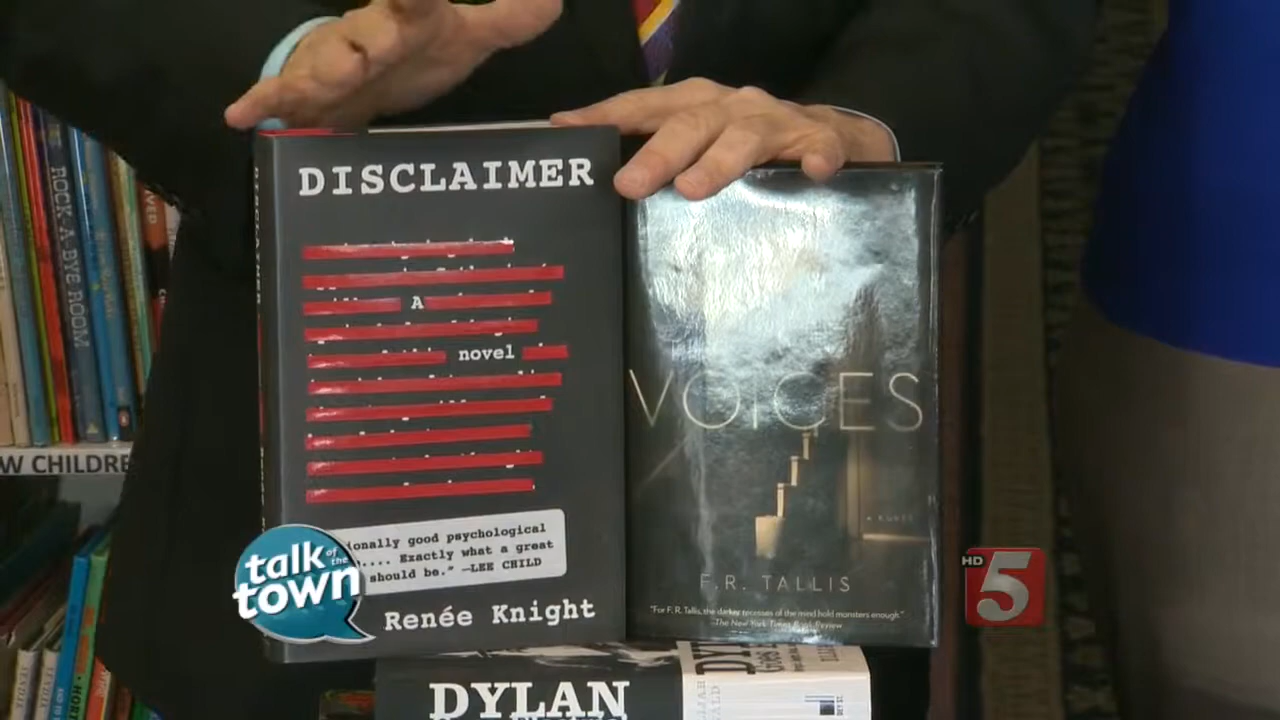 DISCLAIMER
A
novel
ionally good psychological
.... Exactly what a great
should be." —LEE CHILD
Renée Knight
VOICES
A NOVEL
F.R. TALLIS
"For F. R. Tallis, the darker recesses of the mind hold monsters enough."
—The New York Times Book Review
ROCK-A-BYE ROOM
W CHILDRE
talk of the town
HD 5
DYLAN
DYL